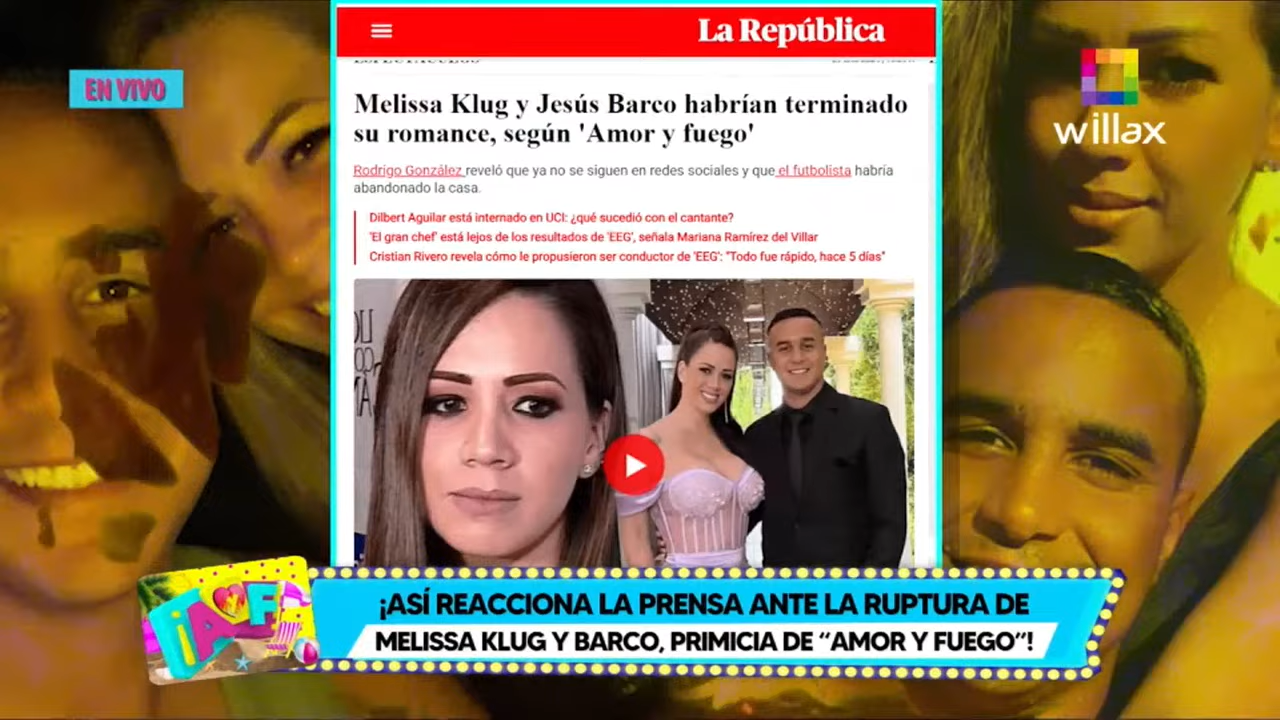 EN VIVO
La República
willax
Melissa Klug y Jesús Barco habrían terminado
su romance, según 'Amor y fuego'
Rodrigo González reveló que ya no se siguen en redes sociales y que el futbolista habría
abandonado la casa.
Dilbert Aguilar está internado en UCI: ¿qué sucedió con el cantante?
'El gran chef' está lejos de los resultados de 'EEG', señala Mariana Ramírez del Villar
Cristian Rivero revela cómo le propusieron ser conductor de 'EEG': "Todo fue rápido, hace 5 días"
¡A F!
¡ASÍ REACCIONA LA PRENSA ANTE LA RUPTURA DE
MELISSA KLUG Y BARCO, PRIMICIA DE “AMOR Y FUEGO”!